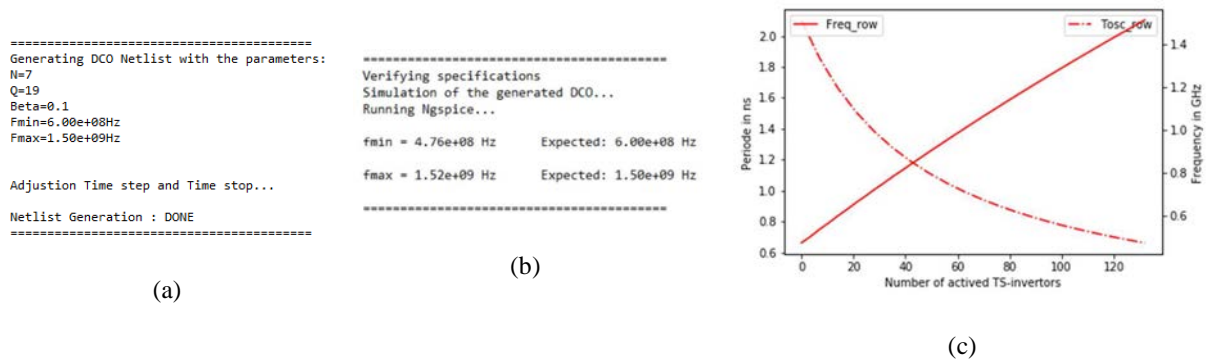 ==========================================
Generating DCO Netlist with the parameters:
N=7
Q=19
Beta=0.1
Fmin=6.00e+08Hz
Fmax=1.50e+09Hz
Adjustion Time step and Time stop...
Netlist Generation : DONE
==========================================
(a)
==========================================
Verifying specifications
Simulation of the generated DCO...
Running Ngspice...
fmin = 4.76e+08 Hz Expected: 6.00e+08 Hz
fmax = 1.52e+09 Hz Expected: 1.50e+09 Hz
==========================================
(b)
Freq_row
Tosc_row
Periode in ns
2.0
1.8
1.6
1.4
1.2
1.0
0.8
0.6
Frequency in GHz
1.4
1.2
1.0
0.8
0.6
0 20 40 60 80 100 120
Number of actived TS-invertors
(c)